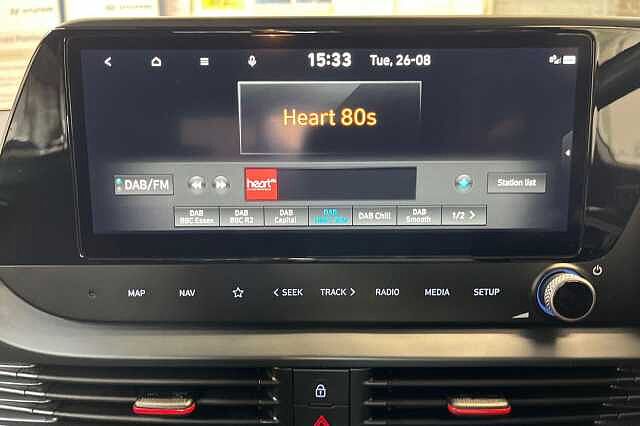 15:33 Tue, 26-08
Heart 80s
DAB/FM heart Station list
DAB BBC Essex
DAB BBC R2
DAB Capital
DAB
DAB Chill
DAB Smooth
1/2 >
MAP NAV < SEEK TRACK > RADIO MEDIA SETUP